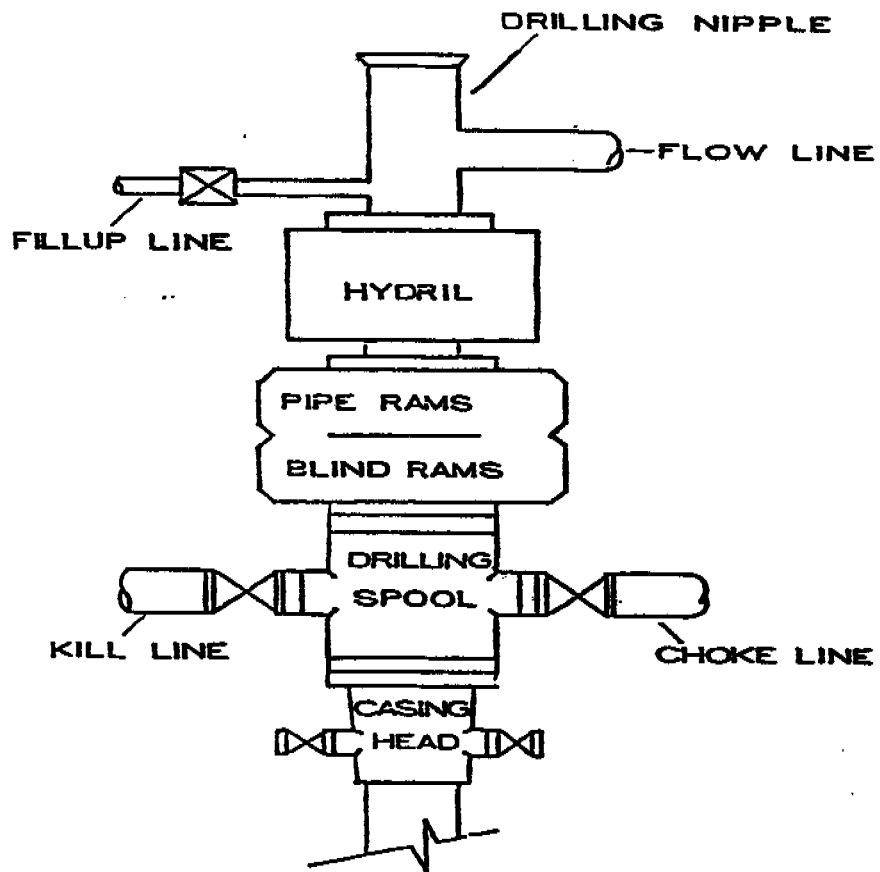 DRILLING NIPPLE
FLOW LINE
FILLUP LINE
HYDRIL
PIPE RAMS
BLIND RAMS
DRILLING
SPOOL
KILL LINE
CHOKE LINE
CASING
HEAD